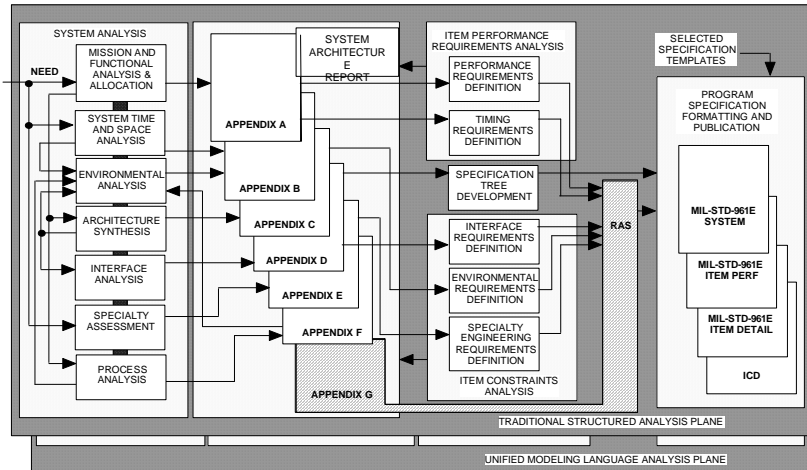 SYSTEM ANALYSIS
NEED
MISSION AND
FUNCTIONAL ANALYSIS &
ALLOCATION
SYSTEM TIME
AND SPACE
ANALYSIS
ENVIRONMENTAL
ANALYSIS
ARCHITECTURE
SYNTHESIS
INTERFACE
ANALYSIS
SPECIALTY
ASSESSMENT
PROCESS
ANALYSIS
SYSTEM
ARCHITECTUR
E
REPORT
APPENDIX A
APPENDIX B
APPENDIX C
APPENDIX D
APPENDIX E
APPENDIX F
APPENDIX G
ITEM PERFORMANCE
REQUIREMENTS ANALYSIS
PERFORMANCE
REQUIREMENTS
DEFINITION
TIMING
REQUIREMENTS
DEFINITION
SPECIFICATION
TREE
DEVELOPMENT
INTERFACE
REQUIREMENTS
DEFINITION
ENVIRONMENTAL
REQUIREMENTS
DEFINITION
SPECIALTY
ENGINEERING
REQUIREMENTS
DEFINITION
ITEM CONSTRAINTS
ANALYSIS
RAS
SELECTED
SPECIFICATION
TEMPLATES
PROGRAM
SPECIFICATION
FORMATTING AND
PUBLICATION
MIL-STD-961E
SYSTEM
MIL-STD-961E
ITEM PERF
MIL-STD-961E
ITEM DETAIL
ICD
TRADITIONAL STRUCTURED ANALYSIS PLANE
UNIFIED MODELING LANGUAGE ANALYSIS PLANE